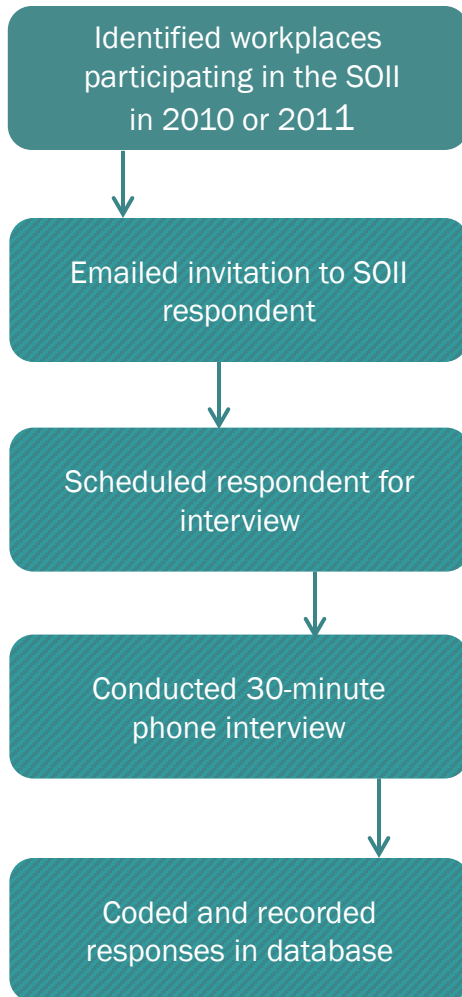 Identified workplaces
participating in the SOII
in 2010 or 2011
Emailed invitation to SOII
respondent
Scheduled respondent for
interview
Conducted 30-minute
phone interview
Coded and recorded
responses in database